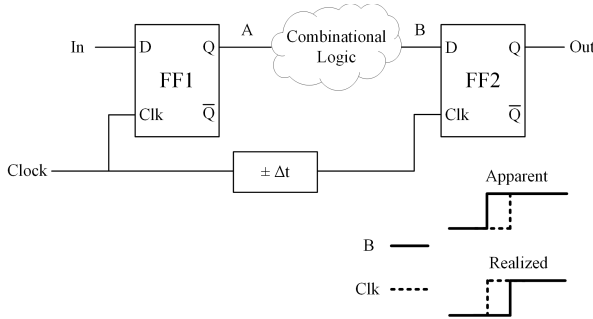 In
D
Q
FF1
Clk
Q
A
Combinational
Logic
B
D
Q
FF2
Clk
Q
Out
Clock
± Δt
Apparent
B
Realized
Clk